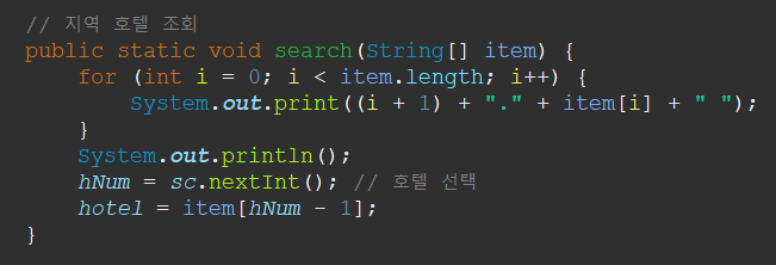 // 지역 호텔 조회
public static void search(String[] item) {
for (int i = 0; i < item.length; i++) {
System.out.print((i + 1) + "." + item[i] + " ");
}
System.out.println();
hNum = sc.nextInt(); // 호텔 선택
hotel = item[hNum - 1];
}